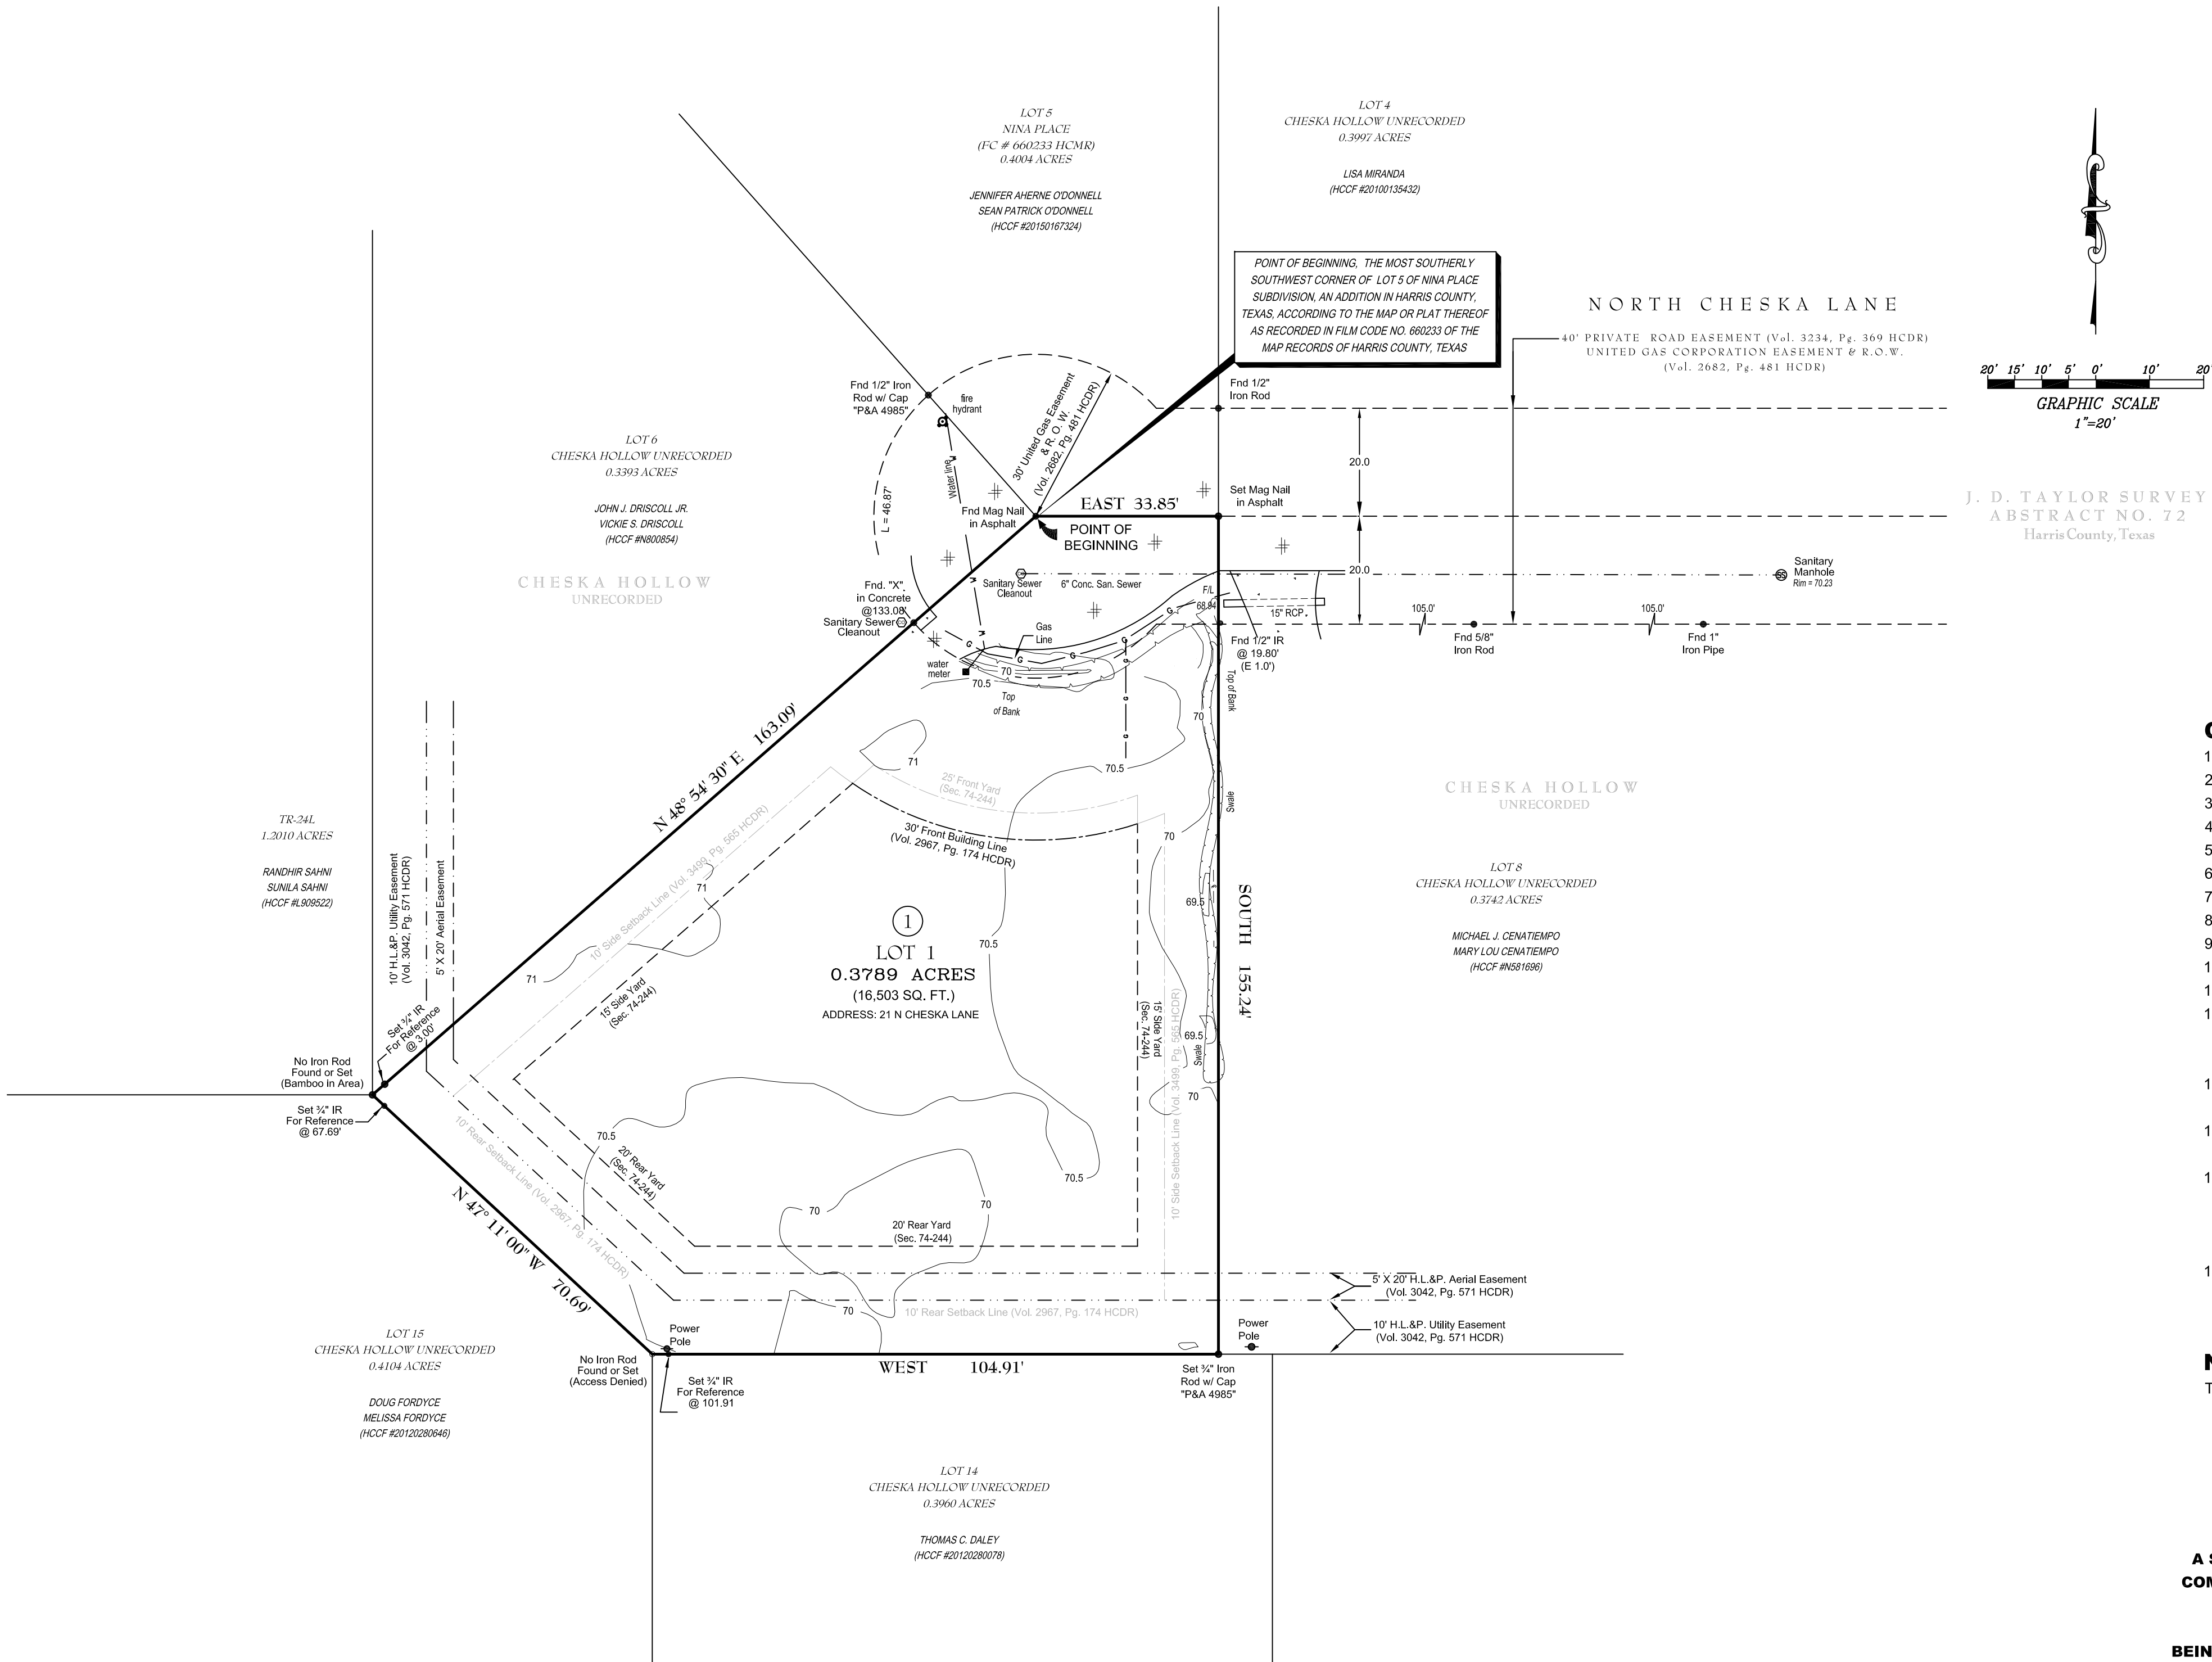 LOT 5
NINA PLACE
(FC # 660233 HCMR)
0.4004 ACRES
JENNIFER AHERNE O'DONNELL
SEAN PATRICK O'DONNELL
(HCCF #20150167324)
LOT 4
CHESKA HOLLOW UNRECORDED
0.3997 ACRES
LISA MIRANDA
(HCCF #20100135432)
POINT OF BEGINNING, THE MOST SOUTHERLY
SOUTHWEST CORNER OF LOT 5 OF NINA PLACE
SUBDIVISION, AN ADDITION IN HARRIS COUNTY,
TEXAS, ACCORDING TO THE MAP OR PLAT THEREOF
AS RECORDED IN FILM CODE NO. 660233 OF THE
MAP RECORDS OF HARRIS COUNTY, TEXAS
NORTH CHESKA LANE
40' PRIVATE ROAD EASEMENT (Vol. 3234, Pg. 369 HCDR)
UNITED GAS CORPORATION EASEMENT & R.O.W.
(Vol. 2682, Pg. 481 HCDR)
20' 15' 10' 5' 0' 10' 20'
GRAPHIC SCALE
1"=20'
J. D. TAYLOR SURVEY
ABSTRACT NO. 72
Harris County, Texas
Fnd 1/2" Iron
Rod w/ Cap
"P&A 4985"
fire
hydrant
30' United Gas Easement
& R. O. W.
(Vol. 2682, Pg. 481 HCDR)
Fnd 1/2"
Iron Rod
20.0
Water line
W
W
W
L = 46.87'
Fnd Mag Nail
in Asphalt
EAST 33.85'
Set Mag Nail
in Asphalt
POINT OF
BEGINNING
LOT 6
CHESKA HOLLOW UNRECORDED
0.3393 ACRES
JOHN J. DRISCOLL JR.
VICKIE S. DRISCOLL
(HCCF #N800854)
CHESKA HOLLOW
UNRECORDED
Fnd. "X"
in Concrete
@133.08'
Sanitary Sewer
Cleanout
Sanitary Sewer
Cleanout
6" Conc. San. Sewer
20.0
Sanitary
Manhole
Rim = 70.23
F/L
68.94
15" RCP
105.0'
105.0'
Fnd 5/8"
Iron Rod
Fnd 1"
Iron Pipe
Fnd 1/2" IR
@ 19.80'
(E 1.0')
Gas
Line
G
G
G
G
G
G
G
G
water
meter
70
70.5
Top
of Bank
Top of Bank
70
71
70.5
Swale
N 48° 54' 30" E 163.09'
25' Front Yard
(Sec. 74-244)
30' Front Building Line
(Vol. 2967, Pg. 174 HCDR)
70
CHESKA HOLLOW
UNRECORDED
TR-24L
1.2010 ACRES
RANDHIR SAHNI
SUNILA SAHNI
(HCCF #L909522)
10' H.L.&P. Utility Easement
(Vol. 3042, Pg. 571 HCDR)
5' X 20' Aerial Easement
10' Side Setback Line (Vol. 3499, Pg. 565 HCDR)
71
71
1
LOT 1
0.3789 ACRES
(16,503 SQ. FT.)
ADDRESS: 21 N CHESKA LANE
70.5
69.5
SOUTH 155.24'
LOT 8
CHESKA HOLLOW UNRECORDED
0.3742 ACRES
MICHAEL J. CENATIEMPO
MARY LOU CENATIEMPO
(HCCF #N581696)
15' Side Yard
(Sec. 74-244)
15' Side Yard
(Sec. 74-244)
10' Side Setback Line (Vol. 3499, Pg. 565 HCDR)
69.5
Swale
70
Set ¾" IR
For Reference
@ 3.00'
No Iron Rod
Found or Set
(Bamboo in Area)
Set ¾" IR
For Reference
@ 67.69'
70.5
20' Rear Yard
(Sec. 74-244)
10' Rear Setback Line (Vol. 2967, Pg. 174 HCDR)
N 47° 11' 00" W 70.69'
70.5
70
70
20' Rear Yard
(Sec. 74-244)
5' X 20' H.L.&P. Aerial Easement
(Vol. 3042, Pg. 571 HCDR)
10' H.L.&P. Utility Easement
(Vol. 3042, Pg. 571 HCDR)
70
10' Rear Setback Line (Vol. 2967, Pg. 174 HCDR)
Power
Pole
Power
Pole
LOT 15
CHESKA HOLLOW UNRECORDED
0.4104 ACRES
DOUG FORDYCE
MELISSA FORDYCE
(HCCF #20120280646)
No Iron Rod
Found or Set
(Access Denied)
Set ¾" IR
For Reference
@ 101.91
WEST 104.91'
Set ¾" Iron
Rod w/ Cap
"P&A 4985"
LOT 14
CHESKA HOLLOW UNRECORDED
0.3960 ACRES
THOMAS C. DALEY
(HCCF #20120280078)
1
2
3
4
5
6
7
8
9
1
1
1
1
1
1
1
T
A S
COM
BEIN